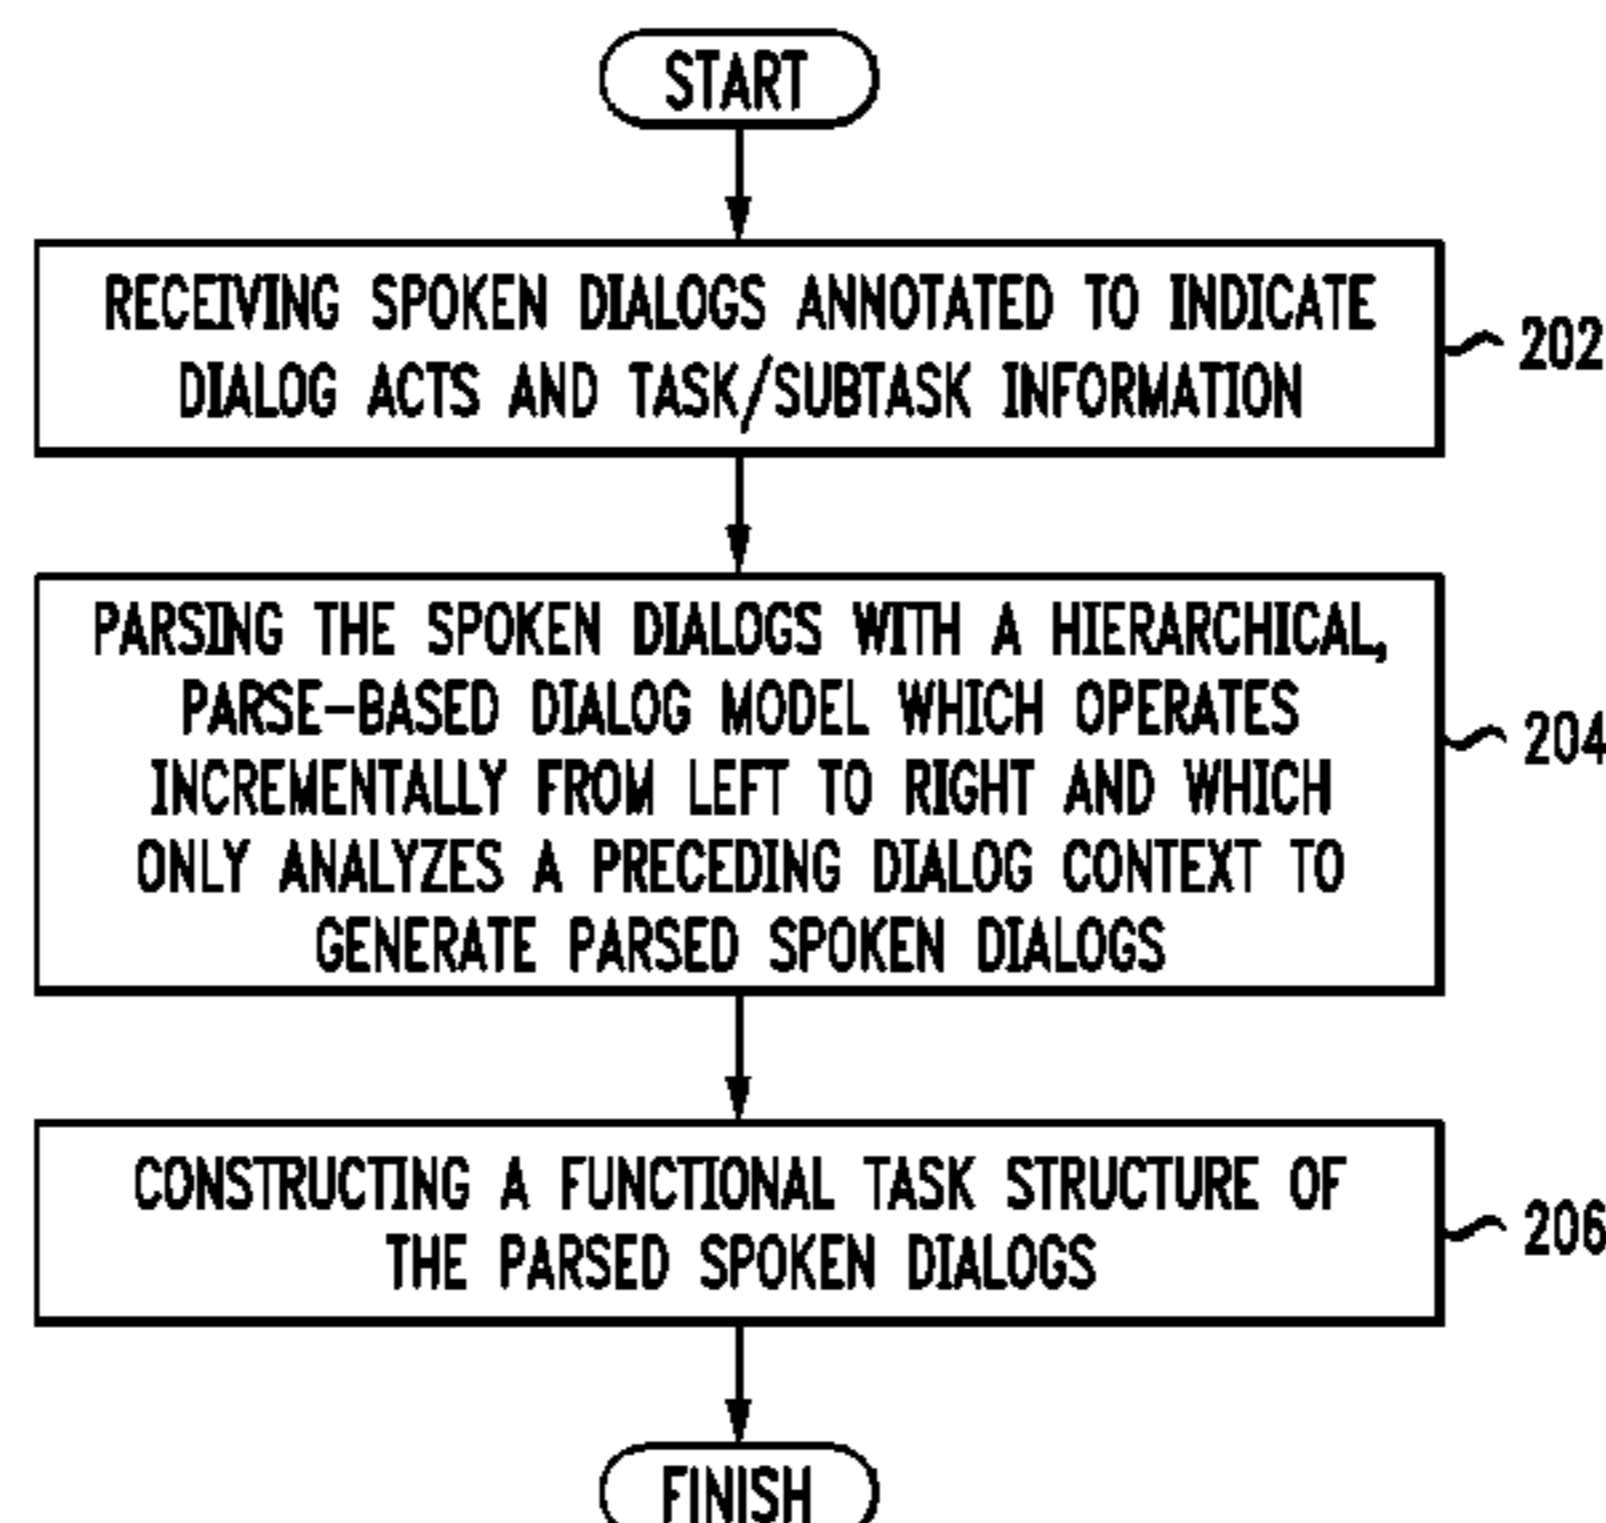 START
RECEIVING SPOKEN DIALOGS ANNOTATED TO INDICATE
DIALOG ACTS AND TASK/SUBTASK INFORMATION
202
PARSING THE SPOKEN DIALOGS WITH A HIERARCHICAL,
PARSE-BASED DIALOG MODEL WHICH OPERATES
INCREMENTALLY FROM LEFT TO RIGHT AND WHICH
ONLY ANALYZES A PRECEDING DIALOG CONTEXT TO
GENERATE PARSED SPOKEN DIALOGS
204
CONSTRUCTING A FUNCTIONAL TASK STRUCTURE OF
THE PARSED SPOKEN DIALOGS
206
FINISH